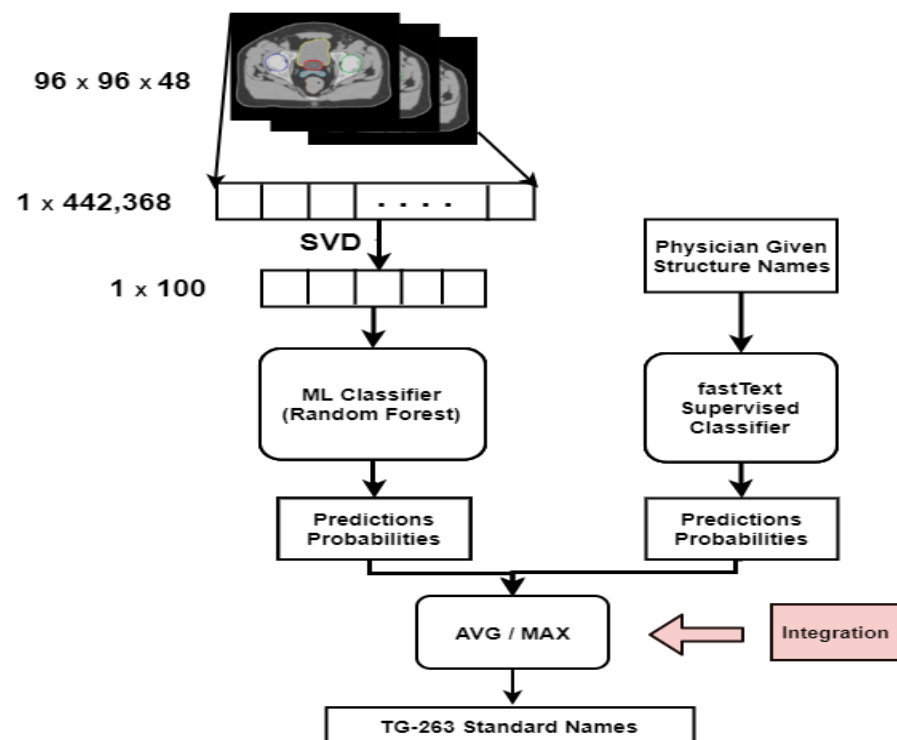 96 x 96 x 48
1 x 442,368
SVD
1 x 100
ML Classifier
(Random Forest)
Predictions
Probabilities
Physician Given
Structure Names
fastText
Supervised
Classifier
Predictions
Probabilities
AVG / MAX
Integration
TG-263 Standard Names